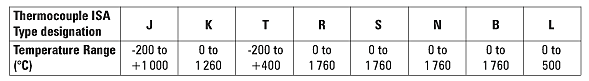 Thermocouple ISA Type designation J K T R S N B L
Temperature Range (°C) -200 to +1 000 0 to 1 260 -200 to +400 0 to 1 760 0 to 1 760 0 to 1 760 0 to 1 760 0 to 500